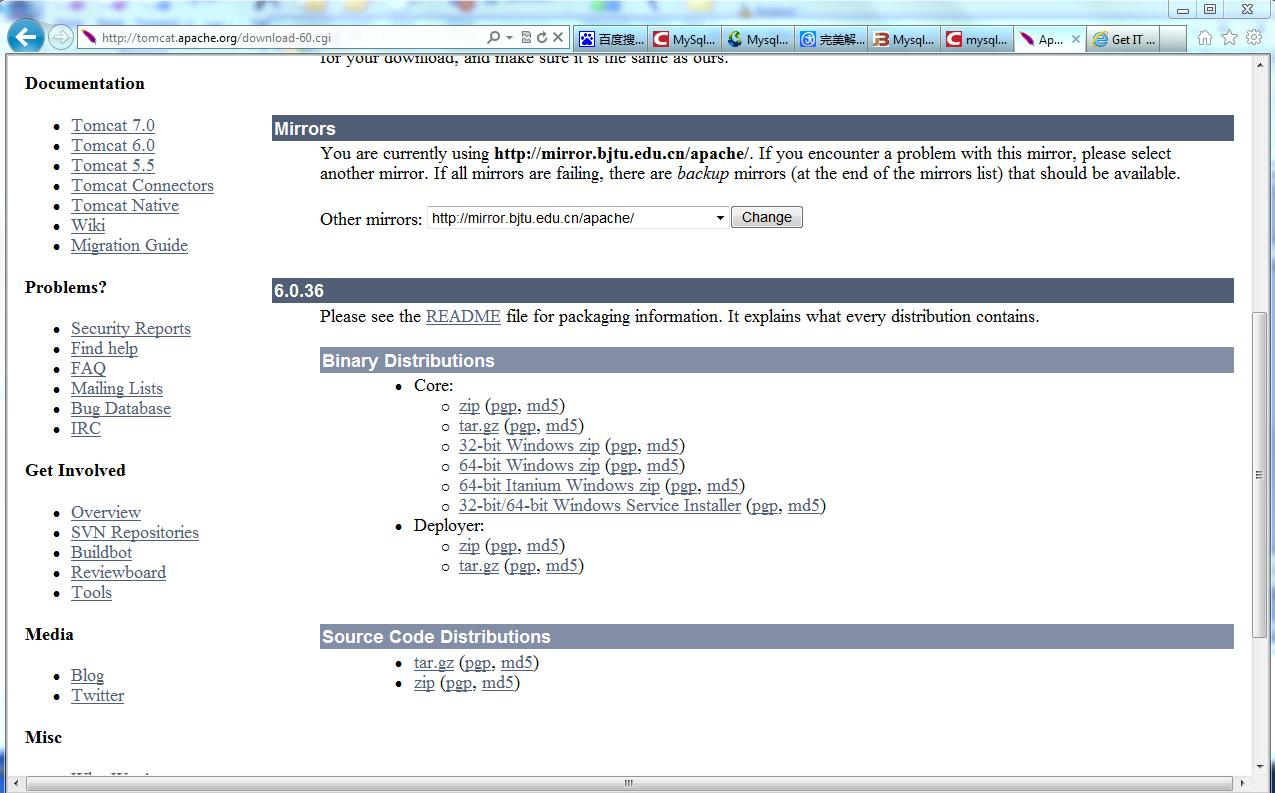 http://tomcat.apache.org/download-60.cgi
百度搜...
MySql...
Mysql...
完美解...
Mysql...
mysql...
Ap...
Get IT ...
for your download, and make sure it is the same as ours.
Documentation
Tomcat 7.0
Tomcat 6.0
Tomcat 5.5
Tomcat Connectors
Tomcat Native
Wiki
Migration Guide
Problems?
Security Reports
Find help
FAQ
Mailing Lists
Bug Database
IRC
Get Involved
Overview
SVN Repositories
Buildbot
Reviewboard
Tools
Media
Blog
Twitter
Misc
Mirrors
You are currently using http://mirror.bjtu.edu.cn/apache/. If you encounter a problem with this mirror, please select
another mirror. If all mirrors are failing, there are backup mirrors (at the end of the mirrors list) that should be available.
Other mirrors: http://mirror.bjtu.edu.cn/apache/ Change
6.0.36
Please see the README file for packaging information. It explains what every distribution contains.
Binary Distributions
Core:
zip (pgp, md5)
tar.gz (pgp, md5)
32-bit Windows zip (pgp, md5)
64-bit Windows zip (pgp, md5)
64-bit Itanium Windows zip (pgp, md5)
32-bit/64-bit Windows Service Installer (pgp, md5)
Deployer:
zip (pgp, md5)
tar.gz (pgp, md5)
Source Code Distributions
tar.gz (pgp, md5)
zip (pgp, md5)